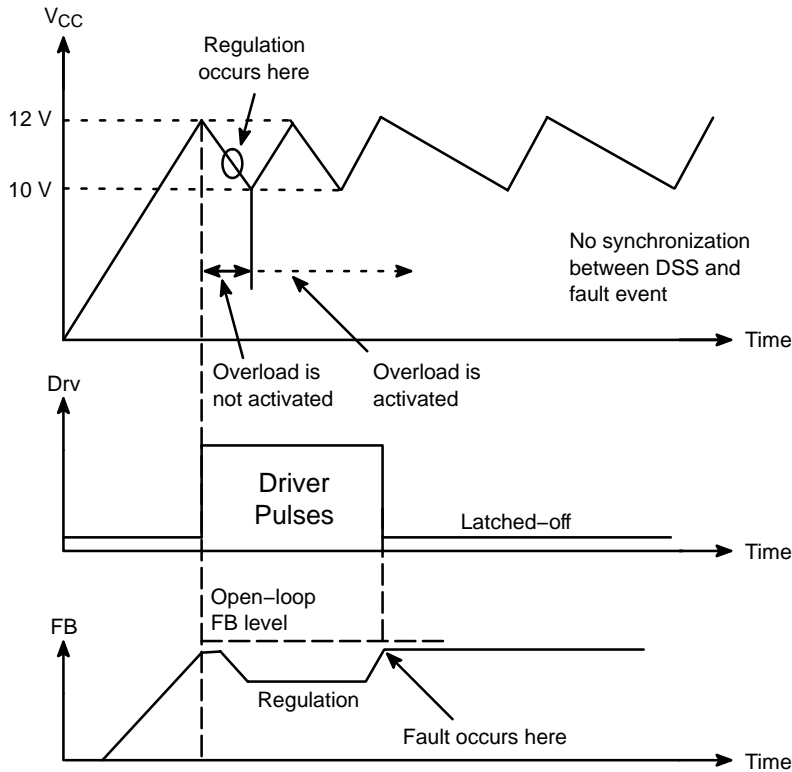 VCC
Regulation
occurs here
12 V
10 V
No synchronization
between DSS and
fault event
Time
Overload is
not activated
Overload is
activated
Drv
Driver
Pulses
Latched−off
Time
Open−loop
FB level
FB
Regulation
Fault occurs here
Time